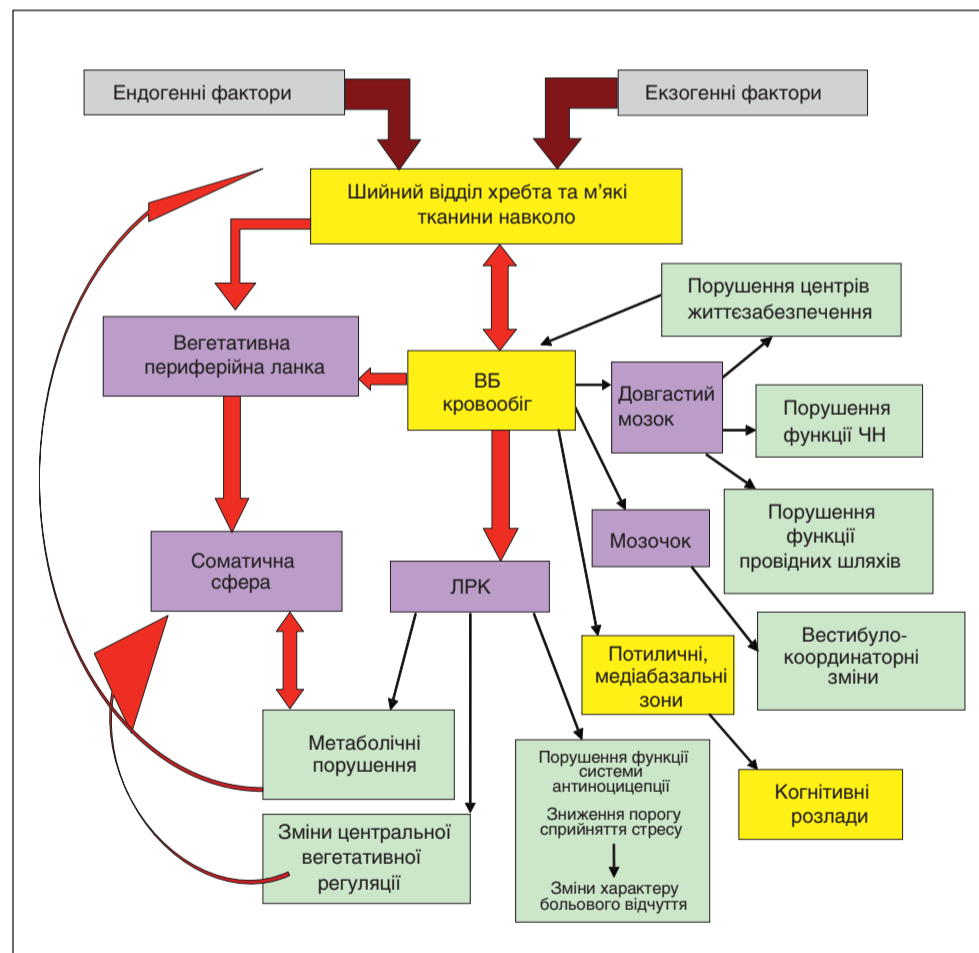 Ендогенні фактори
Екзогенні фактори
Шийний відділ хребта та м’які
тканини навколо
Порушення центрів
життєзабезпечення
Вегетативна
периферійна ланка
ВБ
кровообіг
Довгастий
мозок
Порушення
функції ЧН
Порушення
функції
провідних шляхів
Мозочок
Соматична
сфера
ЛРК
Вестибуло-
координаторні
зміни
Потиличні,
медіабазальні
зони
Метаболічні
порушення
Порушення функції
системи
антиноцицепції
Зниження порогу
сприйняття стресу
Зміни характеру
больового відчуття
Когнітивні
розлади
Зміни центральної
вегетативної
регуляції